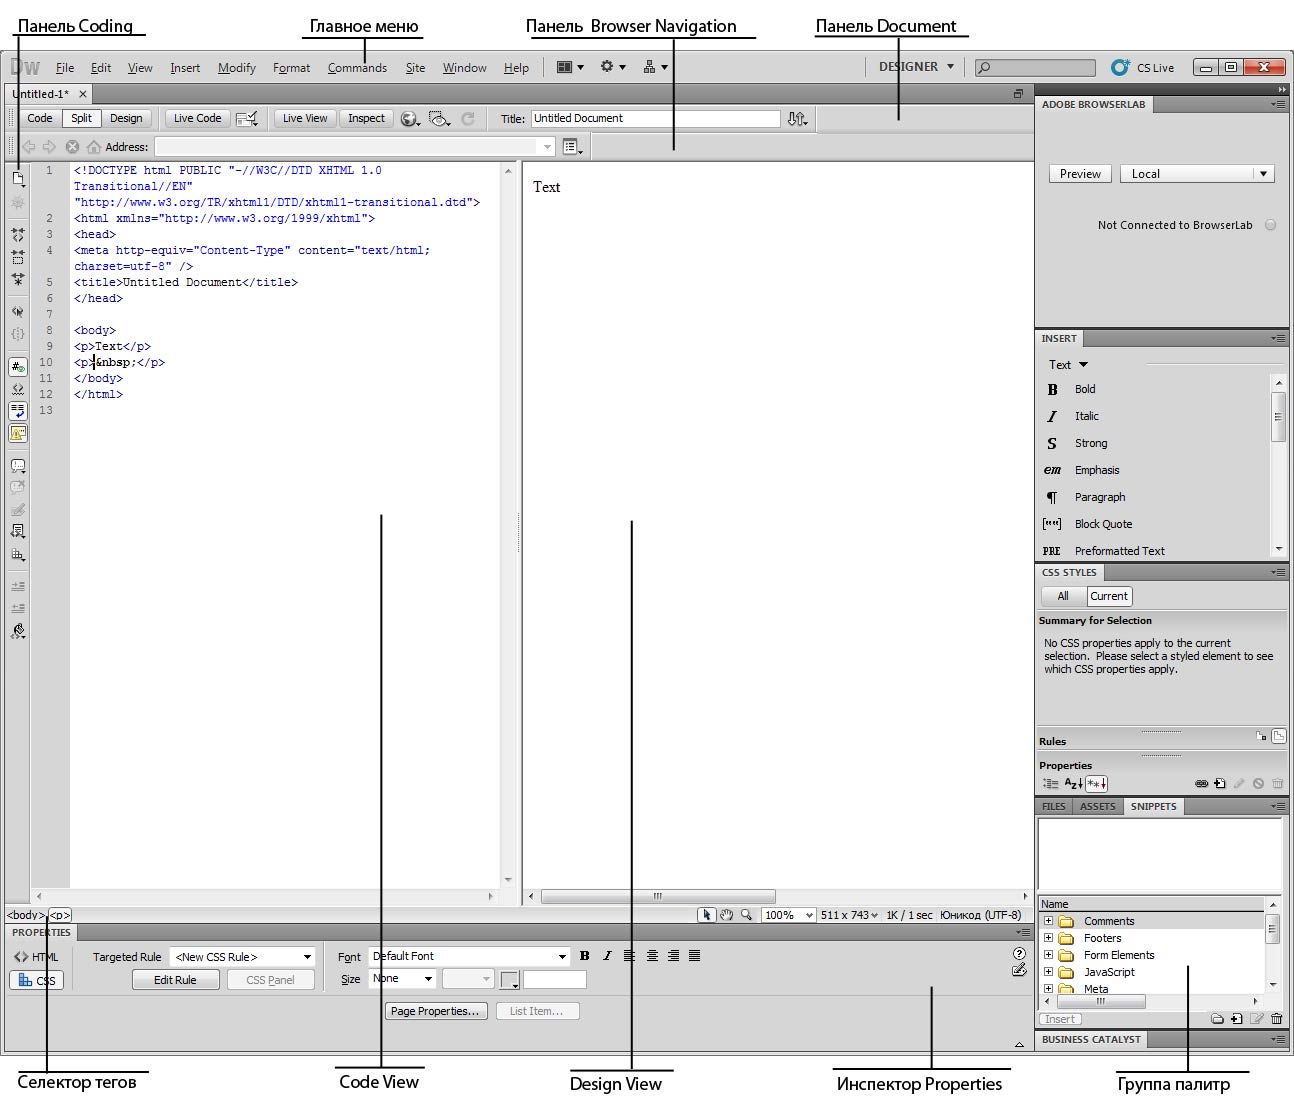 Панель Coding
Главное меню
Панель Browser Navigation
Панель Document
Dw File Edit View Insert Modify Format Commands Site Window Help DESIGNER CS Live
Untitled-1* ×
Code Split Design Live Code Live View Inspect Title: Untitled Document
Address:
1 <!DOCTYPE html PUBLIC "-//W3C//DTD XHTML 1.0
Transitional//EN"
"http://www.w3.org/TR/xhtml1/DTD/xhtml1-transitional.dtd">
2 <html xmlns="http://www.w3.org/1999/xhtml">
3 <head>
4 <meta http-equiv="Content-Type" content="text/html;
charset=utf-8" />
5 <title>Untitled Document</title>
6 </head>
7
8 <body>
9 <p>Text</p>
10 <p>&nbsp;</p>
11 </body>
12 </html>
13
Text
ADOBE BROWSERLAB
Preview Local
Not Connected to BrowserLab
INSERT
Text
B Bold
I Italic
S Strong
em Emphasis
¶ Paragraph
[""] Block Quote
PRE Preformatted Text
CSS STYLES
All Current
Summary for Selection
No CSS properties apply to the current
selection. Please select a styled element to see
which CSS properties apply.
Rules
Properties
FILES ASSETS SNIPPETS
Name
Comments
Footers
Form Elements
JavaScript
Meta
Insert
BUSINESS CATALYST
<body> <p> 100% 511 x 743 1K / 1 sec Юникод (UTF-8)
PROPERTIES
<> HTML Targeted Rule <New CSS Rule> Font Default Font B I
CSS Edit Rule CSS Panel Size None
Page Properties... List Item...
Селектор тегов
Code View
Design View
Инспектор Properties
Группа палитр